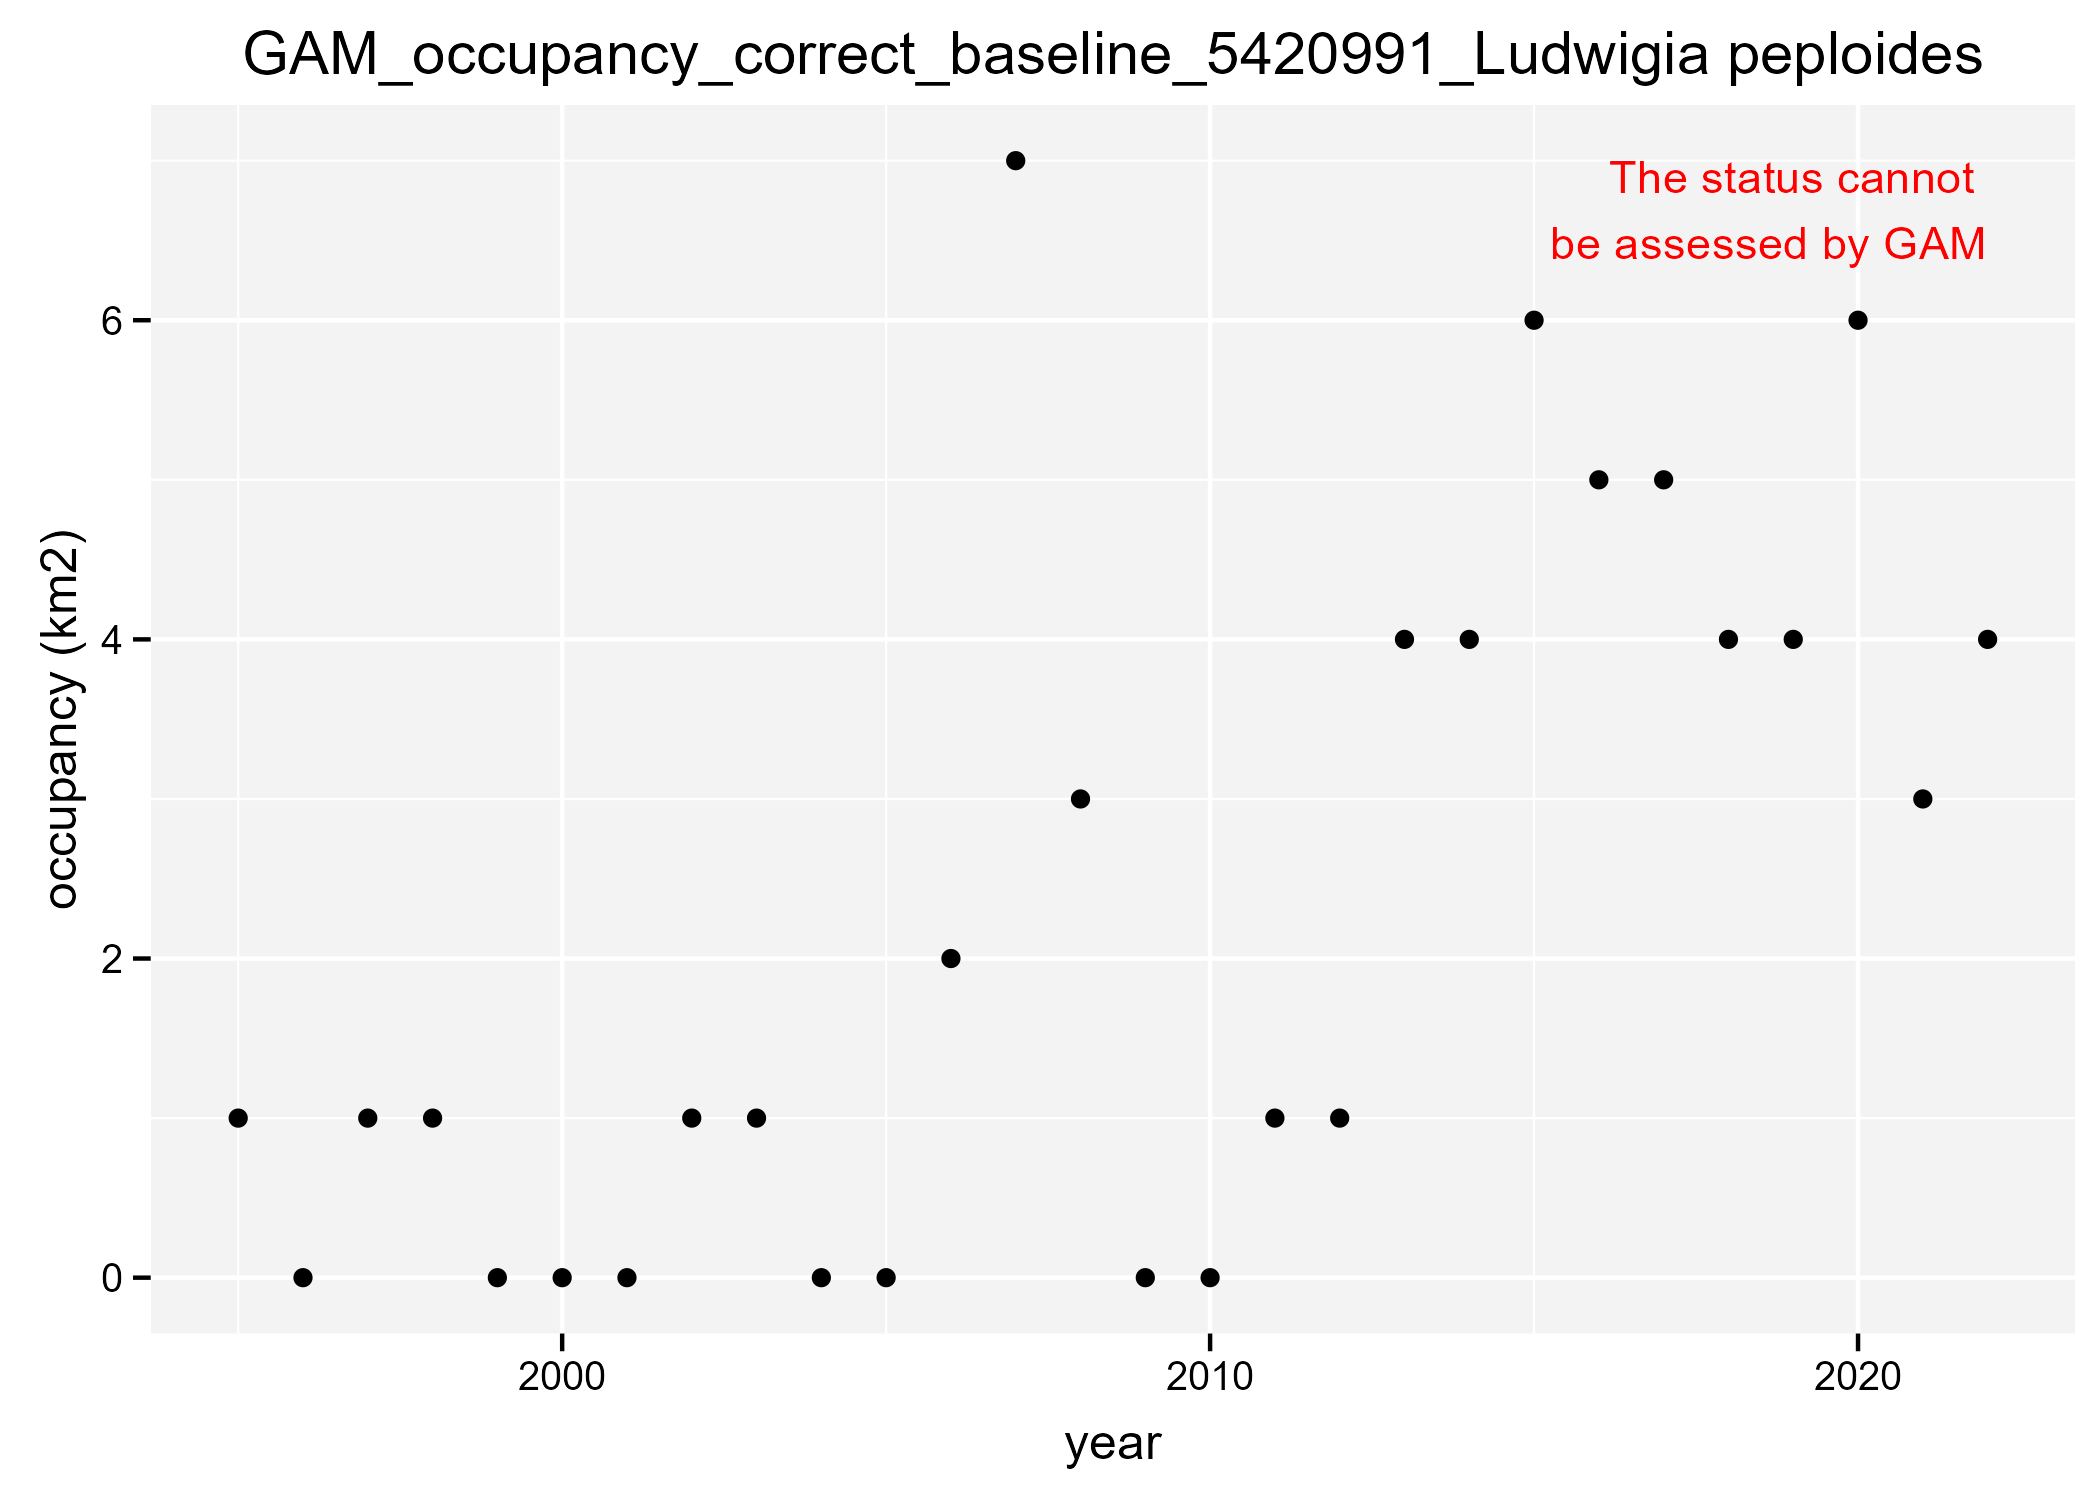 GAM_occupancy_correct_baseline_5420991_Ludwigia peploides
The status cannot
be assessed by GAM
6
4
2
0
occupancy (km2)
2000 2010 2020
year